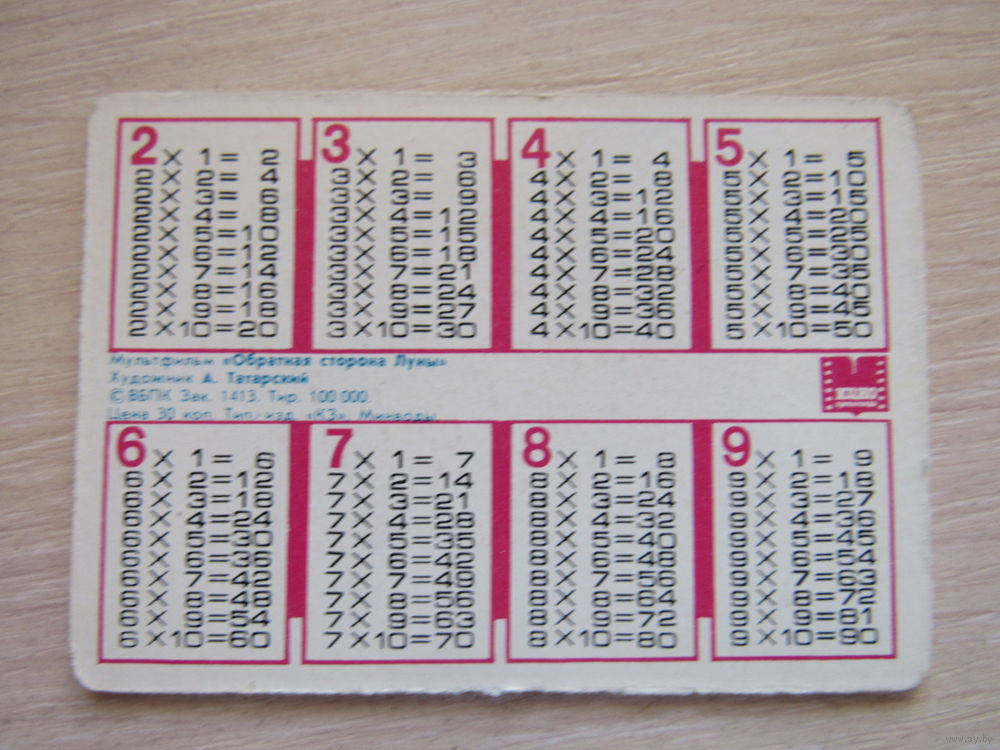 2 × 1 = 2
2 × 2 = 4
2 × 3 = 6
2 × 4 = 8
2 × 5 = 10
2 × 6 = 12
2 × 7 = 14
2 × 8 = 16
2 × 9 = 18
2 × 10 = 20
3 × 1 = 3
3 × 2 = 6
3 × 3 = 9
3 × 4 = 12
3 × 5 = 15
3 × 6 = 18
3 × 7 = 21
3 × 8 = 24
3 × 9 = 27
3 × 10 = 30
4 × 1 = 4
4 × 2 = 8
4 × 3 = 12
4 × 4 = 16
4 × 5 = 20
4 × 6 = 24
4 × 7 = 28
4 × 8 = 32
4 × 9 = 36
4 × 10 = 40
5 × 1 = 5
5 × 2 = 10
5 × 3 = 15
5 × 4 = 20
5 × 5 = 25
5 × 6 = 30
5 × 7 = 35
5 × 8 = 40
5 × 9 = 45
5 × 10 = 50
Мультфильм «Обратная сторона Луны»
Художник А. Татарский
© ВБПК Зак. 1413. Тир. 100 000.
Цена 30 коп. Тип.-изд. «КЗ», Минводы
6 × 1 = 6
6 × 2 = 12
6 × 3 = 18
6 × 4 = 24
6 × 5 = 30
6 × 6 = 36
6 × 7 = 42
6 × 8 = 48
6 × 9 = 54
6 × 10 = 60
7 × 1 = 7
7 × 2 = 14
7 × 3 = 21
7 × 4 = 28
7 × 5 = 35
7 × 6 = 42
7 × 7 = 49
7 × 8 = 56
7 × 9 = 63
7 × 10 = 70
8 × 1 = 8
8 × 2 = 16
8 × 3 = 24
8 × 4 = 32
8 × 5 = 40
8 × 6 = 48
8 × 7 = 56
8 × 8 = 64
8 × 9 = 72
8 × 10 = 80
9 × 1 = 9
9 × 2 = 18
9 × 3 = 27
9 × 4 = 36
9 × 5 = 45
9 × 6 = 54
9 × 7 = 63
9 × 8 = 72
9 × 9 = 81
9 × 10 = 90
www.ay.by